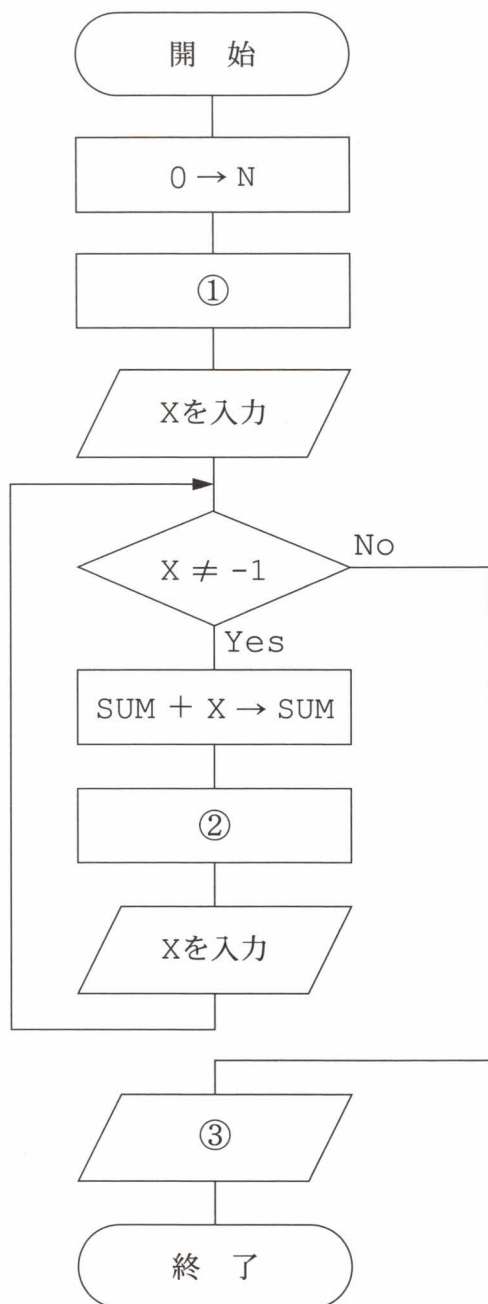 開 始
0 → N
①
Xを入力
X ≠ -1
No
Yes
SUM + X → SUM
②
Xを入力
③
終 了